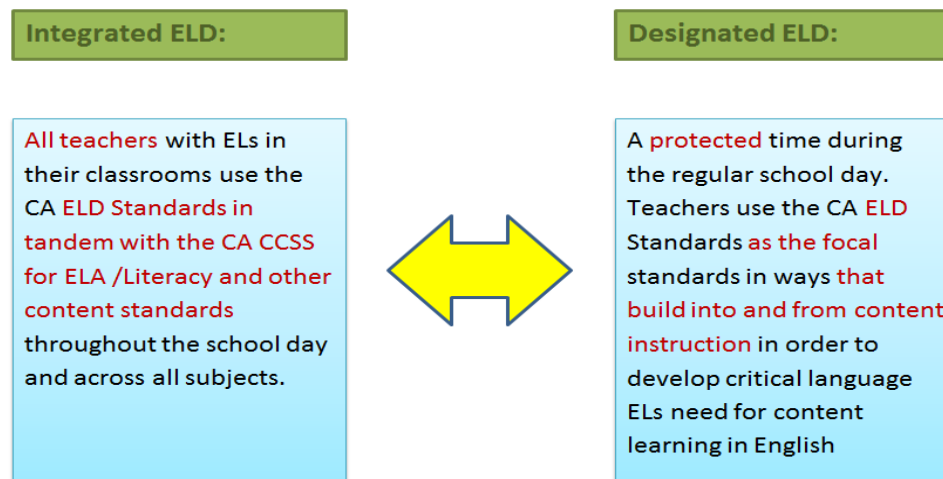 Integrated ELD:
All teachers with ELs in
their classrooms use the
CA ELD Standards in
tandem with the CA CCSS
for ELA /Literacy and other
content standards
throughout the school day
and across all subjects.
Designated ELD:
A protected time during
the regular school day.
Teachers use the CA ELD
Standards as the focal
standards in ways that
build into and from content
instruction in order to
develop critical language
ELs need for content
learning in English